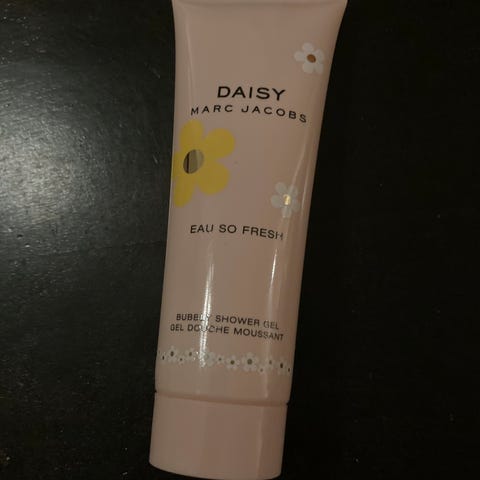 DAISY
MARC JACOBS
EAU SO FRESH
BUBBLY SHOWER GEL
GEL DOUCHE MOUSSANT